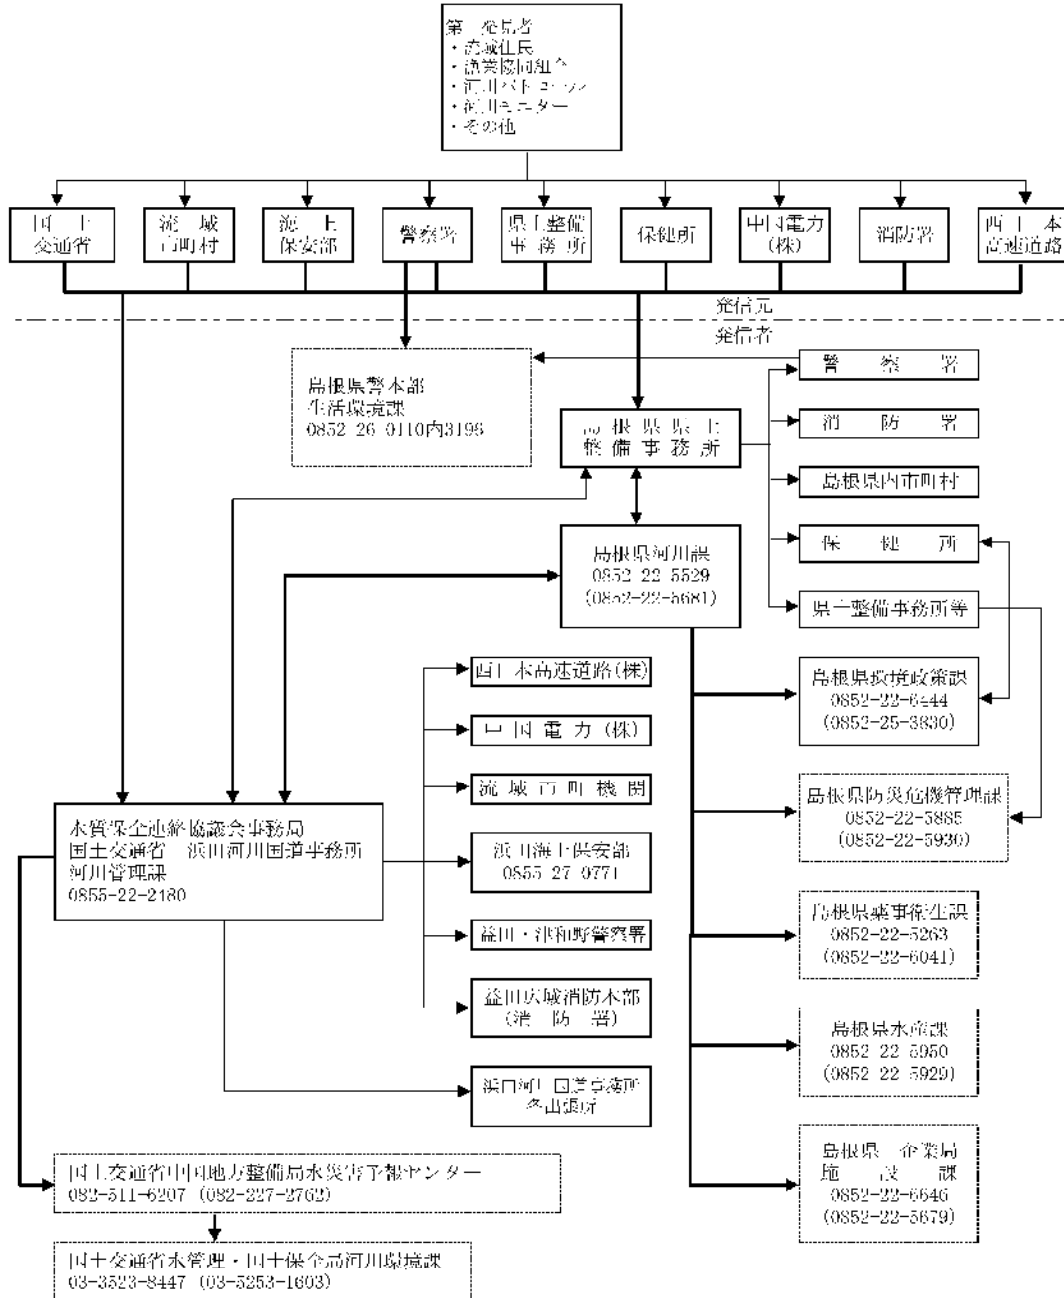 第一発見者
・流域住民
・漁業協同組合
・河川パトロール
・河川モニター
・その他
国土
交通省
流域
市町村
海上
保安部
警察署
県土整備
事務所
保健所
中国電力
(株)
消防署
西日本
高速道路
発信元
発信者
島根県警本部
生活環境課
0852 26 0110内3198
島根県県土
整備事務所
警察署
消防署
島根県内市町村
保健所
県土整備事務所等
島根県河川課
0852 22 5529
(0852-22-5681)
西日本高速道路(株)
中国電力(株)
流域市町機関
浜田海上保安部
0855 27 0771
益田・津和野警察署
益田広域消防本部
(消防署)
浜田河川国道事務所
各出張所
島根県環境政策課
0852-22-6444
(0852-25-3830)
島根県防災危機管理課
0852-22-5885
(0852-22-5930)
島根県薬事衛生課
0852-22-5263
(0852-22-6041)
島根県水産課
0852 22 5950
(0852 22 5929)
島根県 企業局
施設課
0852-22-6646
(0852-22-5679)
水質保全連絡協議会事務局
国土交通省 浜田河川国道事務所
河川管理課
0855-22-2480
国土交通省中国地方整備局水災害予報センター
082-511-6207 (082-227-2762)
国土交通省水管理・国土保全局河川環境課
03-3523-8447 (03-5253-1603)